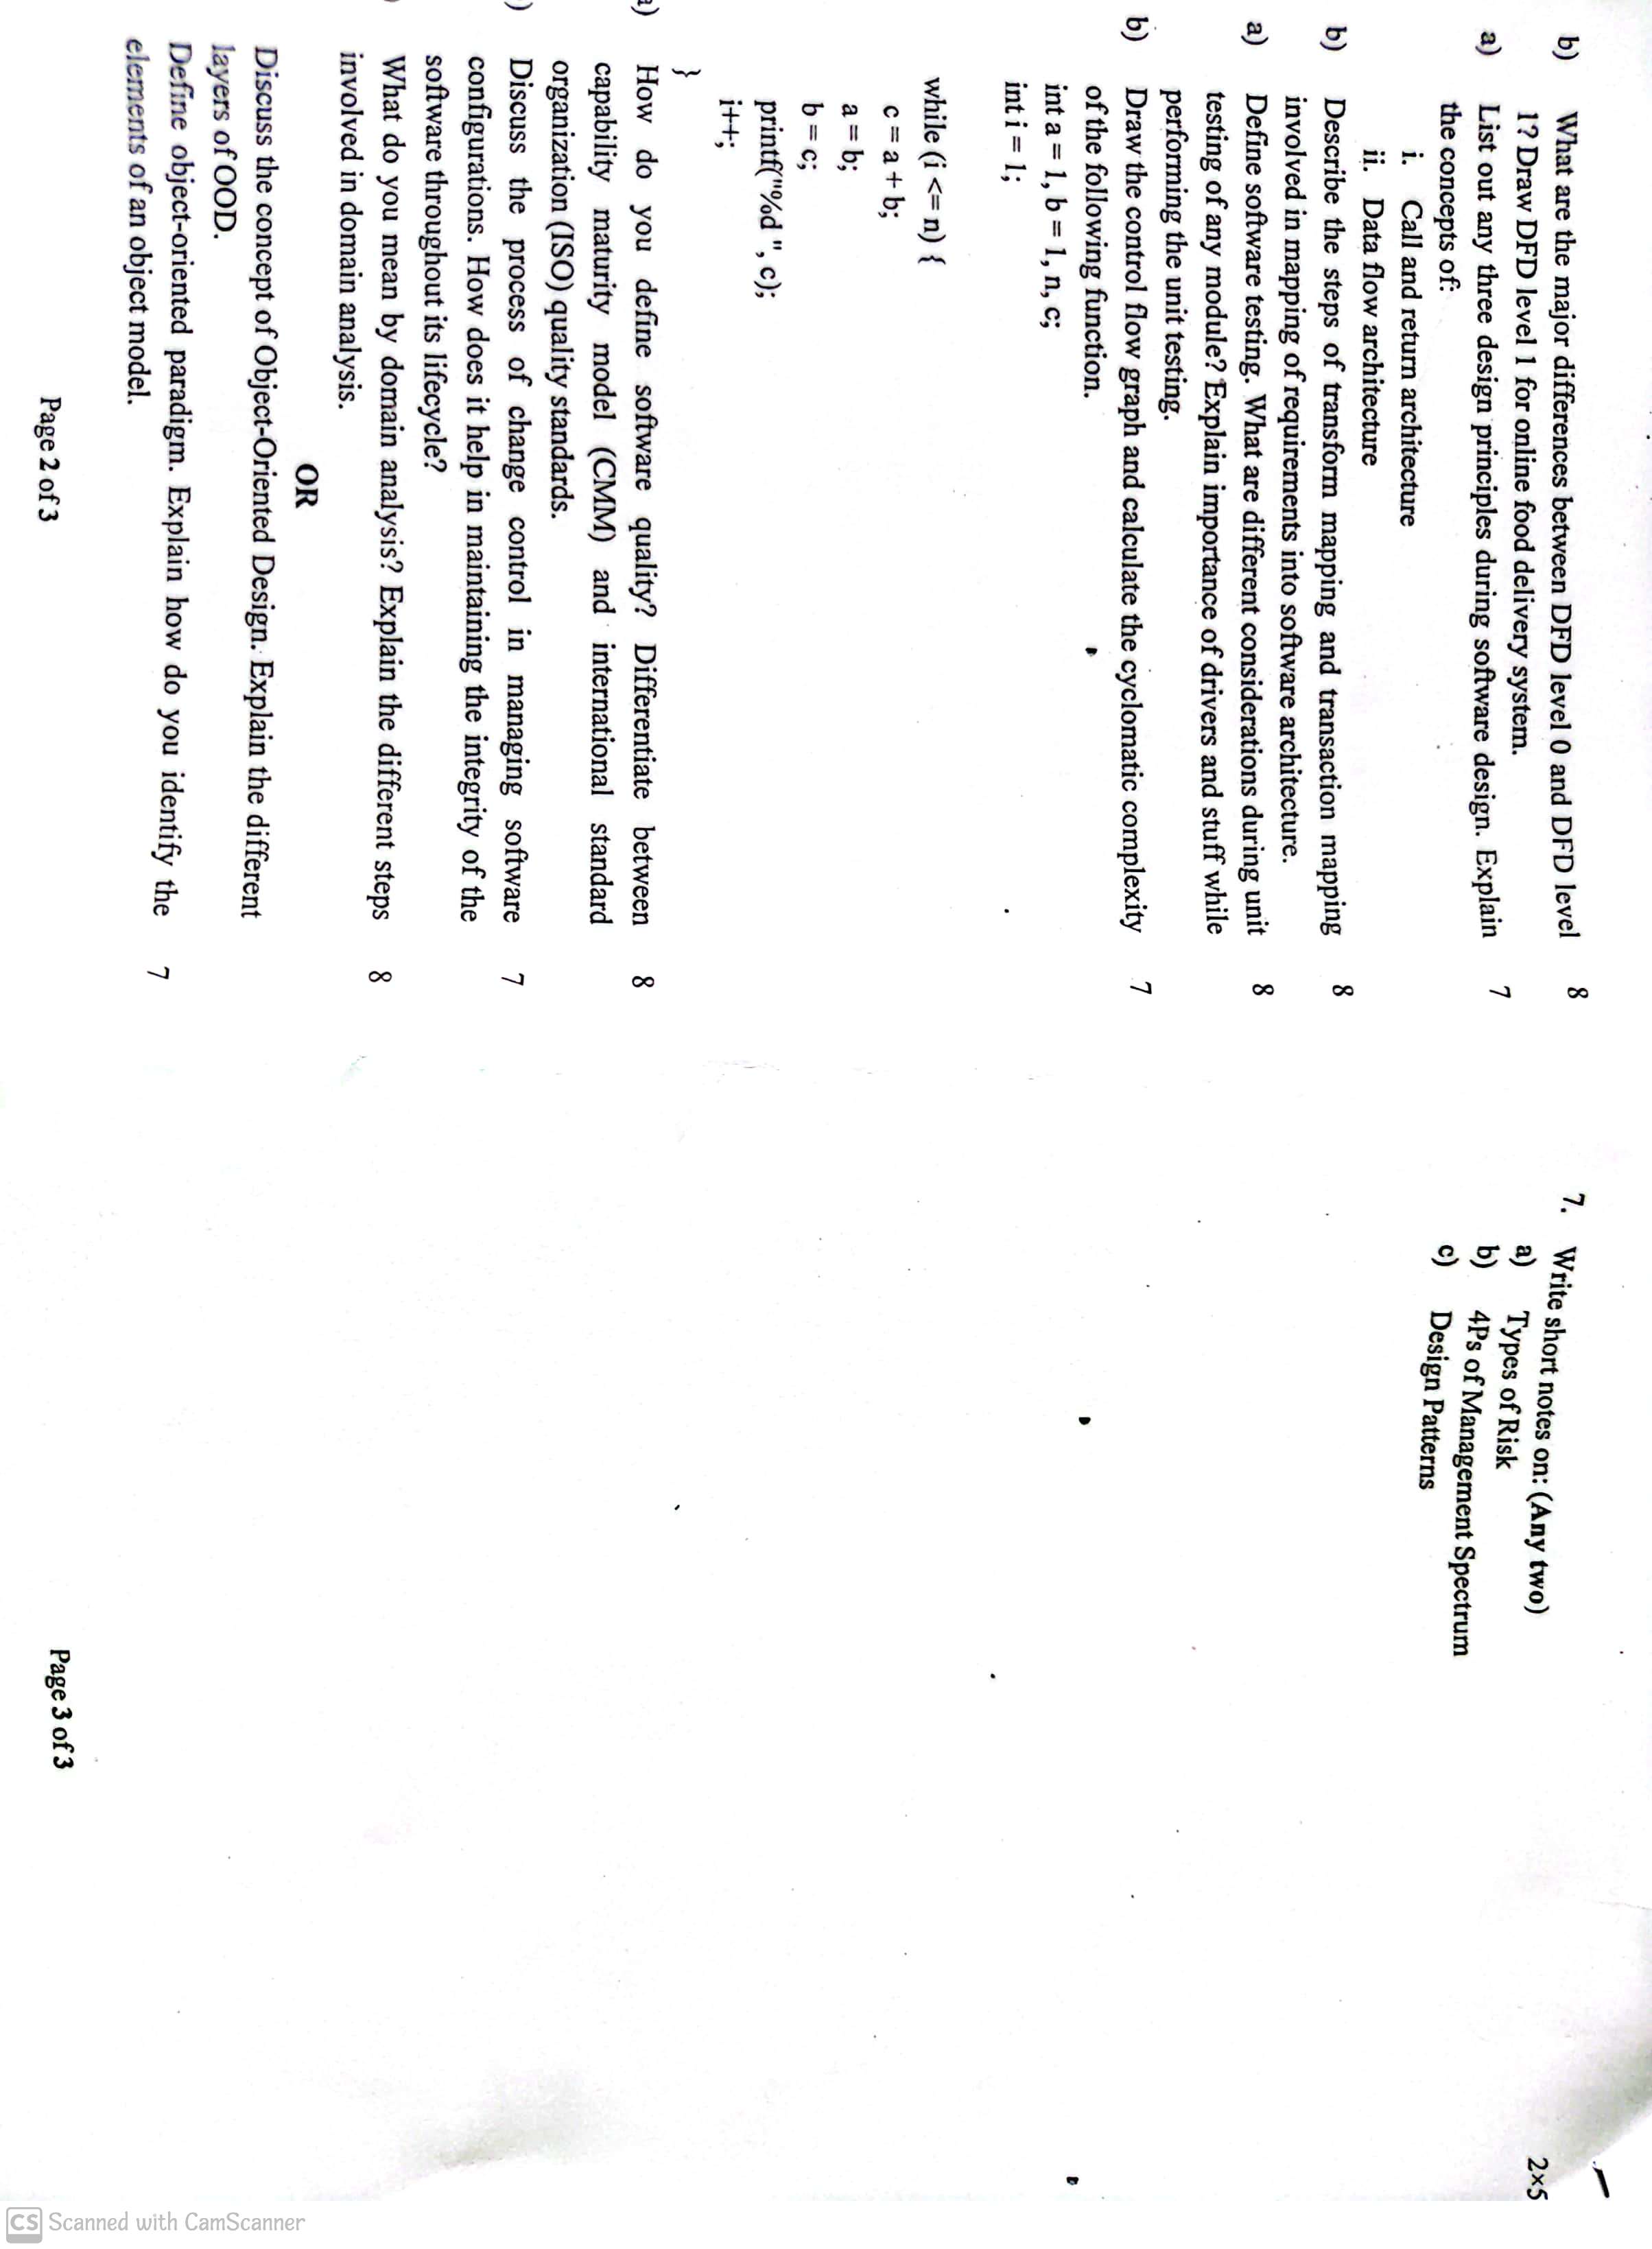 b) What are the major differences between DFD level 0 and DFD level 8
1? Draw DFD level 1 for online food delivery system.
a) List out any three design principles during software design. Explain 7
the concepts of:
i. Call and return architecture
ii. Data flow architecture
b) Describe the steps of transform mapping and transaction mapping 8
involved in mapping of requirements into software architecture.
a) Define software testing. What are different considerations during unit 8
testing of any module? Explain importance of drivers and stuff while
performing the unit testing.
b) Draw the control flow graph and calculate the cyclomatic complexity 7
of the following function.
int a = 1, b = 1, n, c;
int i = 1;
while (i <= n) {
c = a + b;
a = b;
b = c;
printf("%d ", c);
i++;
}
a) How do you define software quality? Differentiate between 8
capability maturity model (CMM) and international standard
organization (ISO) quality standards.
) Discuss the process of change control in managing software 7
configurations. How does it help in maintaining the integrity of the
software throughout its lifecycle?
) What do you mean by domain analysis? Explain the different steps 8
involved in domain analysis.
OR
Discuss the concept of Object-Oriented Design. Explain the different
layers of OOD.
Define object-oriented paradigm. Explain how do you identify the 7
elements of an object model.
Page 2 of 3
7. Write short notes on: (Any two) 2×5
a) Types of Risk
b) 4Ps of Management Spectrum
c) Design Patterns
Page 3 of 3
CS Scanned with CamScanner